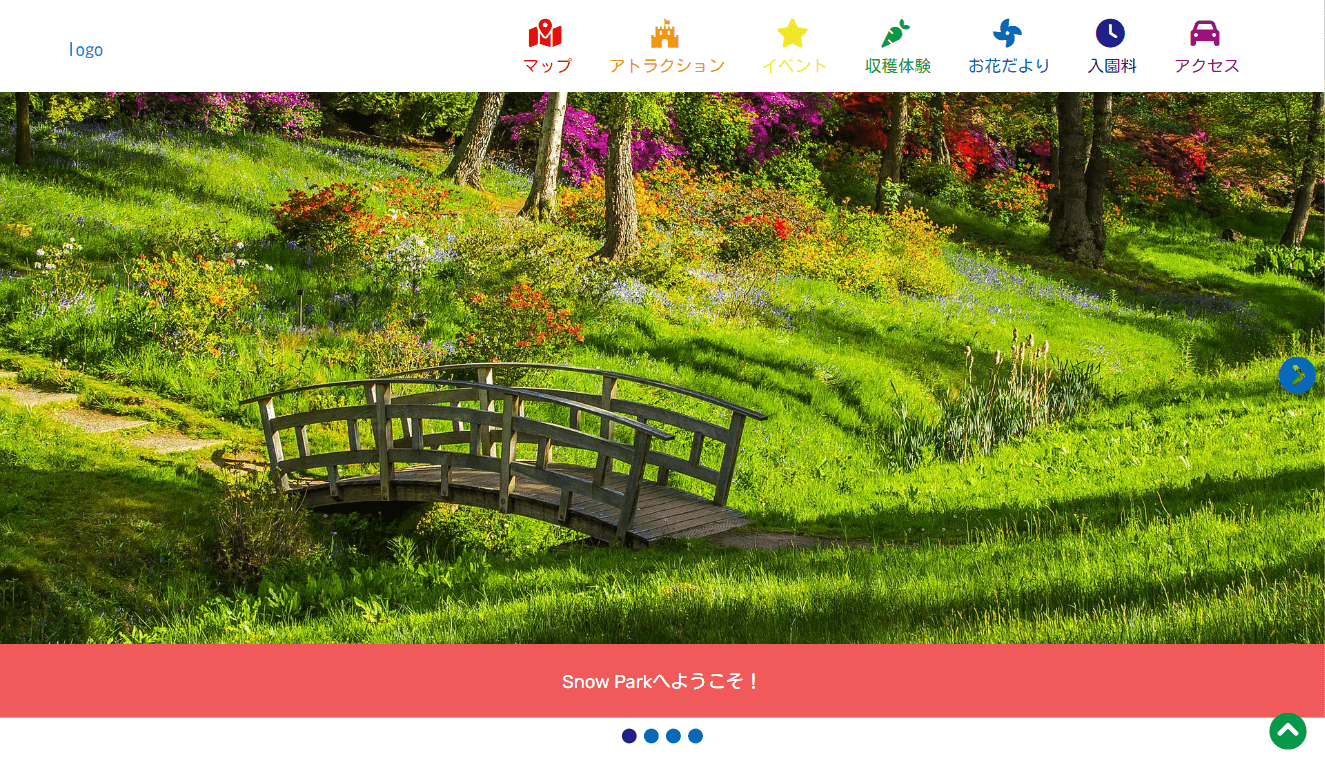 logo
マップ
アトラクション
イベント
収穫体験
お花だより
入園料
アクセス
Snow Parkへようこそ！